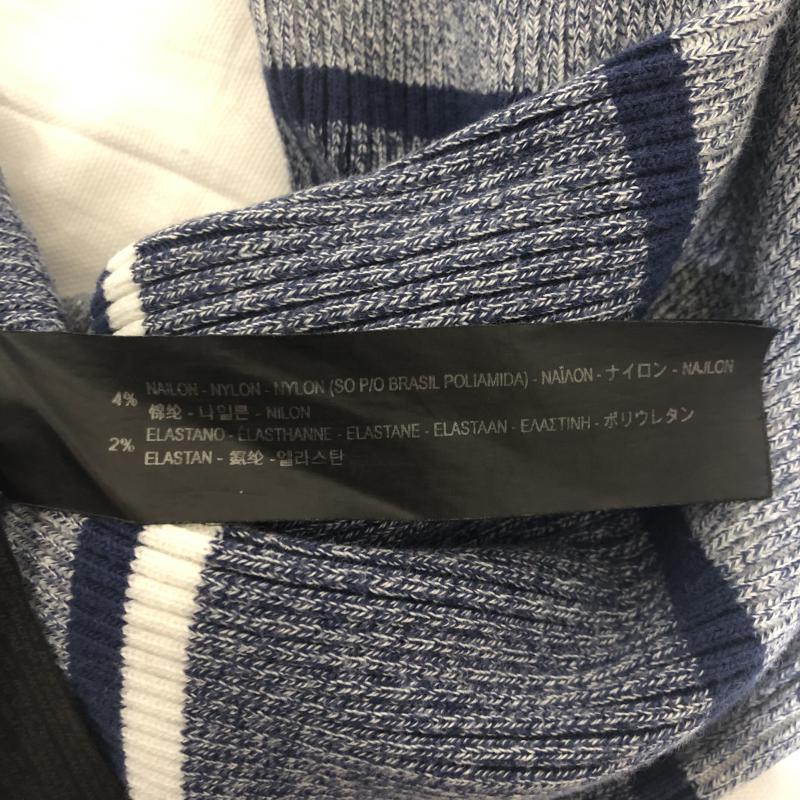 4% NAILON - NYLON - NYLON (SO P/O BRASIL POLIAMIDA) - ΝΑΪΛΟΝ - ナイロン - NAJLON
锦纶 - 나일론 - NILON
2% ELASTANO - ÉLASTHANNE - ELASTANE - ELASTAAN - ΕΛΑΣΤΙΝΗ - ポリウレタン
ELASTAN - 氨纶 - 엘라스탄